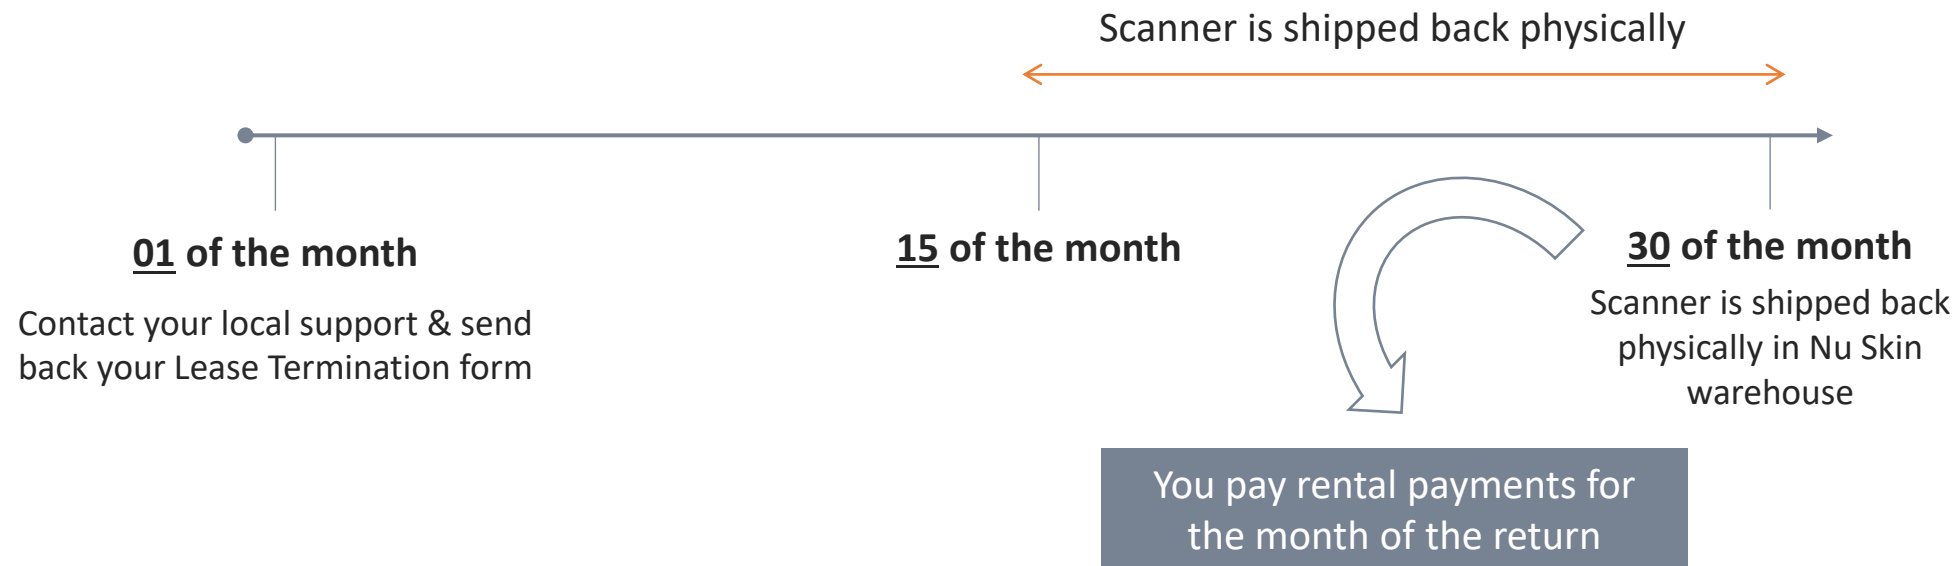 Scanner is shipped back physically
01 of the month
Contact your local support & send
back your Lease Termination form
15 of the month
30 of the month
Scanner is shipped back
physically in Nu Skin
warehouse
You pay rental payments for
the month of the return